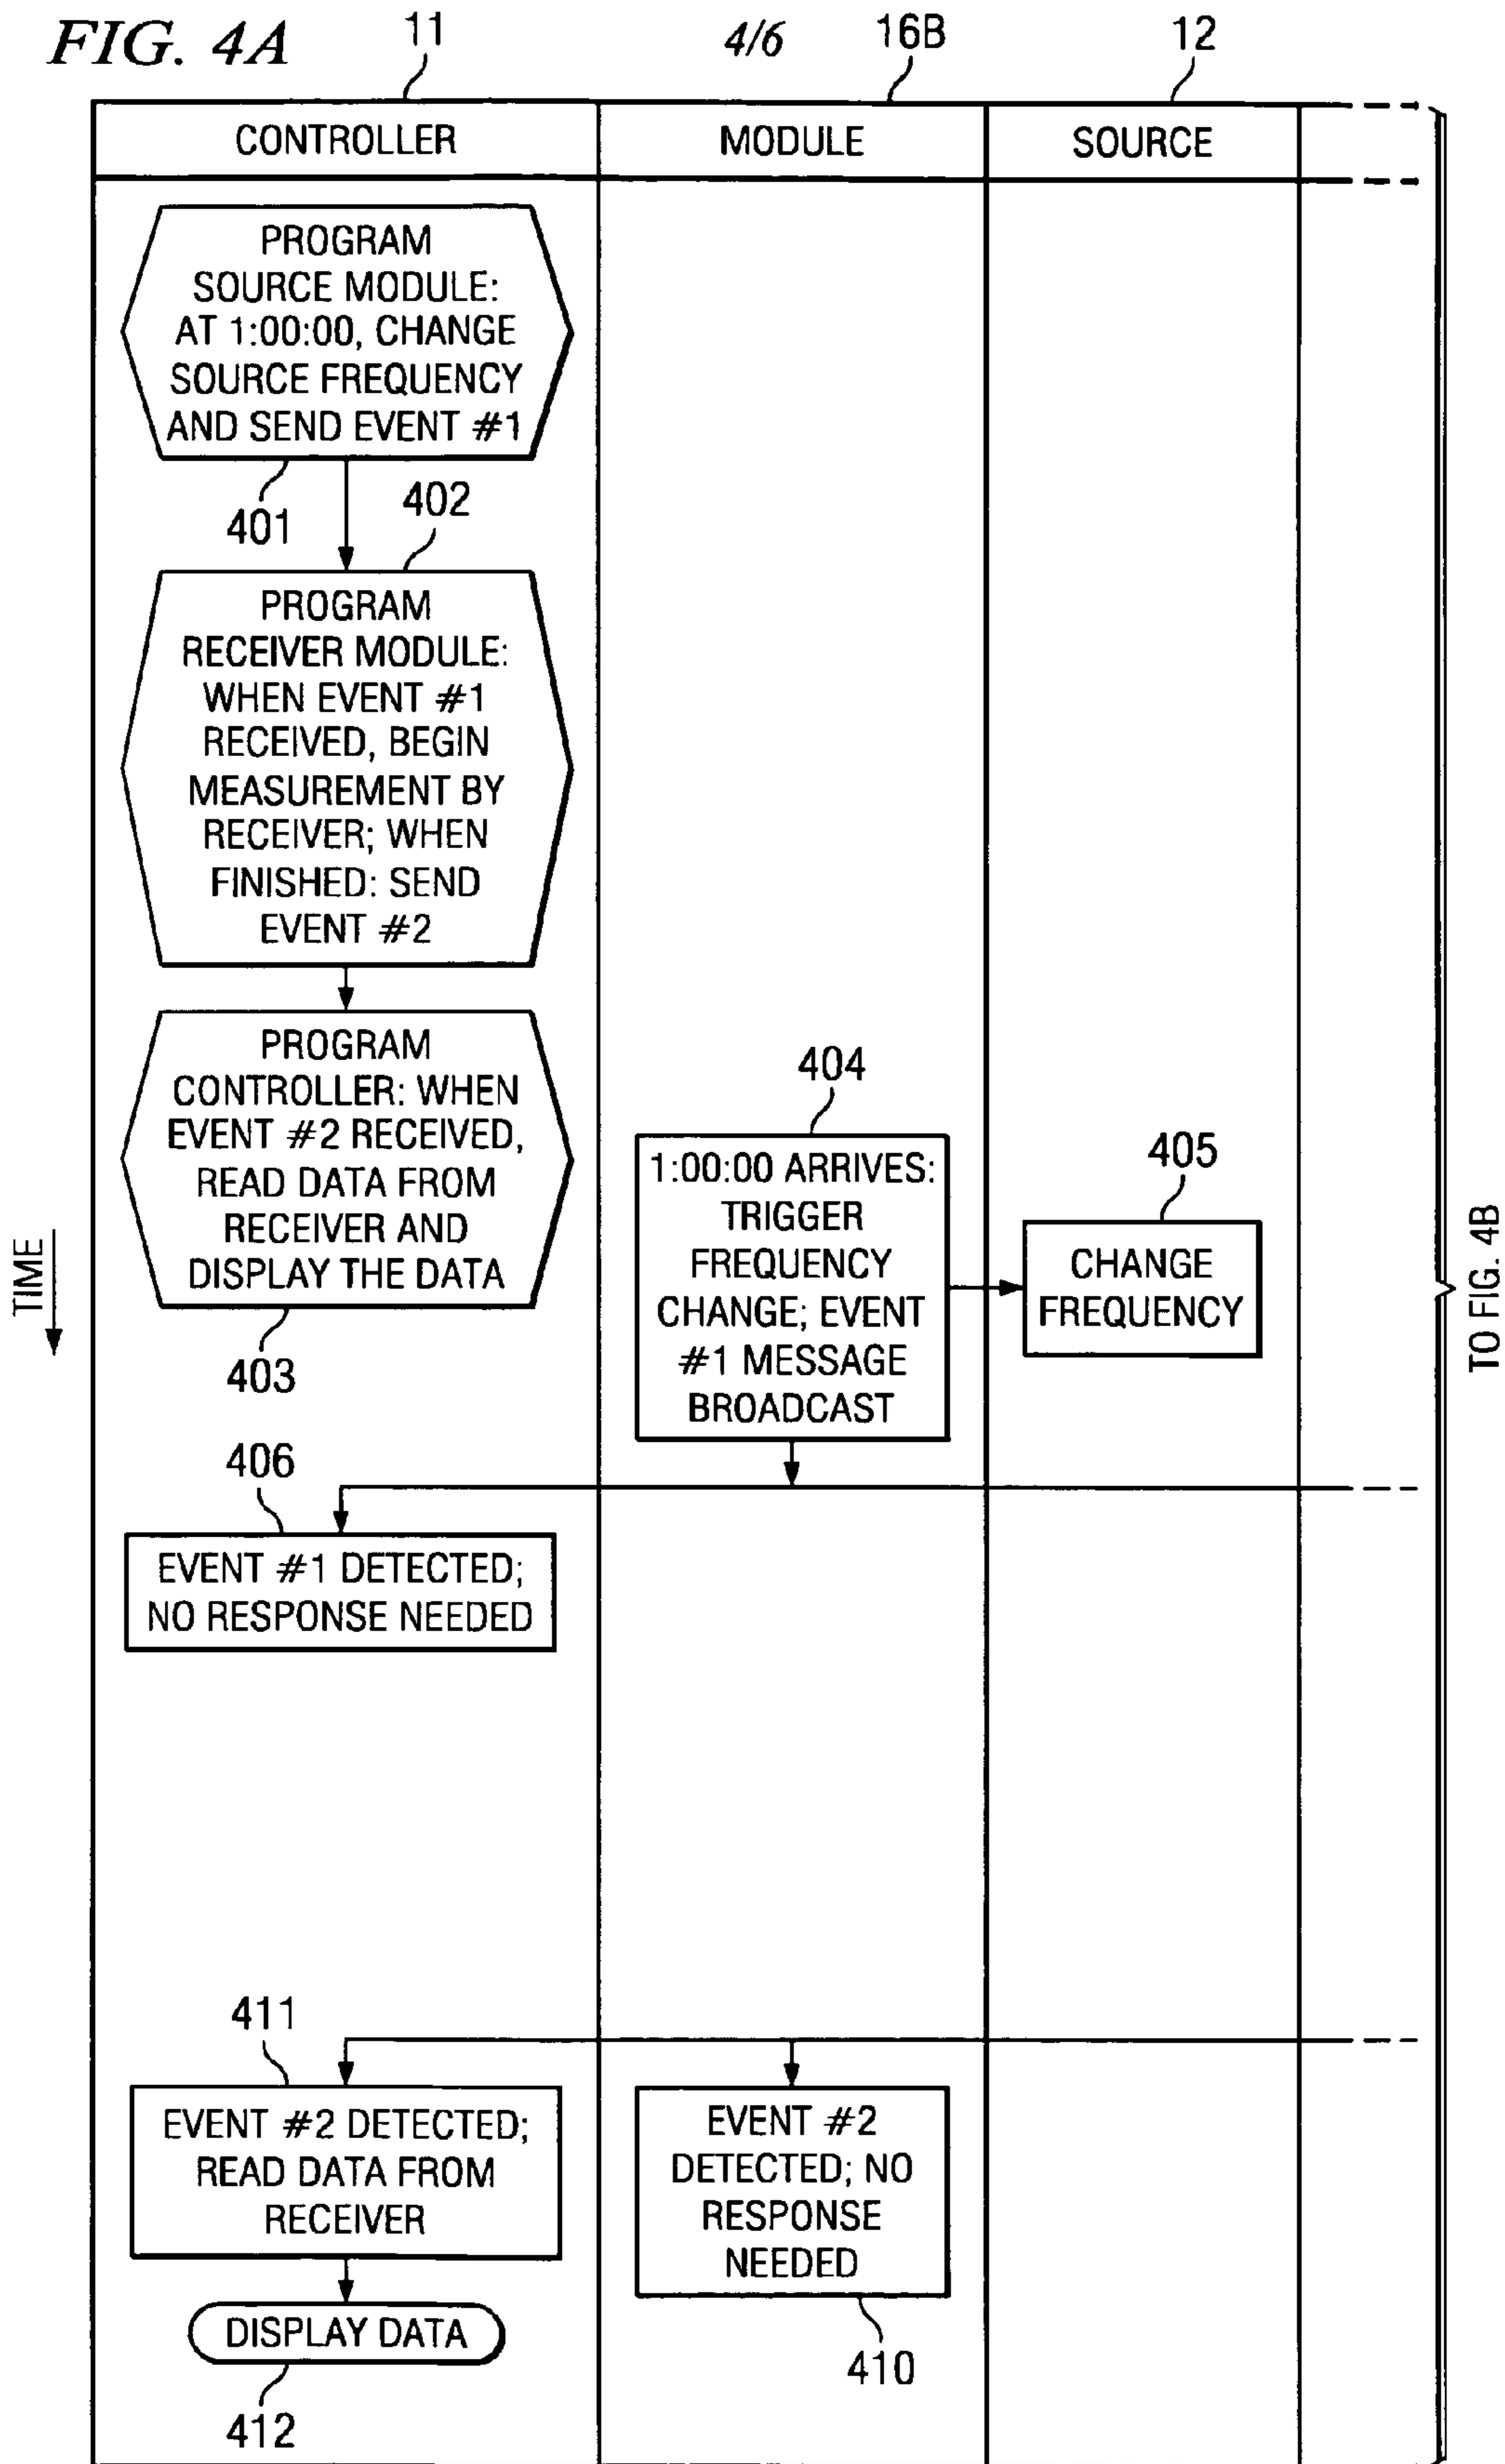 FIG. 4A
4/6
11
16B
12
CONTROLLER
MODULE
SOURCE
PROGRAM
SOURCE MODULE:
AT 1:00:00, CHANGE
SOURCE FREQUENCY
AND SEND EVENT #1
401
402
PROGRAM
RECEIVER MODULE:
WHEN EVENT #1
RECEIVED, BEGIN
MEASUREMENT BY
RECEIVER; WHEN
FINISHED: SEND
EVENT #2
PROGRAM
CONTROLLER: WHEN
EVENT #2 RECEIVED,
READ DATA FROM
RECEIVER AND
DISPLAY THE DATA
403
404
1:00:00 ARRIVES:
TRIGGER
FREQUENCY
CHANGE; EVENT
#1 MESSAGE
BROADCAST
405
CHANGE
FREQUENCY
TIME
TO FIG. 4B
406
EVENT #1 DETECTED;
NO RESPONSE NEEDED
411
EVENT #2 DETECTED;
READ DATA FROM
RECEIVER
EVENT #2
DETECTED; NO
RESPONSE
NEEDED
410
DISPLAY DATA
412